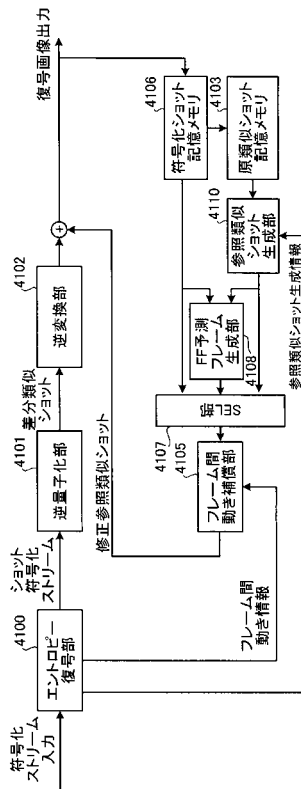 符号化
ストリーム
入力
4100
エントロピー
復号部
ショット
符号化
ストリーム
4101
逆量子化部
差分類似
ショット
4102
逆変換部
+
復号画像出力
修正参照類似ショット
4106
符号化ショット
記憶メモリ
4103
原類似ショット
記憶メモリ
4110
参照類似
ショット
生成部
FF予測
フレーム
生成部
4108
SEL部
4107
4105
フレーム間
動き補償部
フレーム間
動き情報
参照類似ショット生成情報